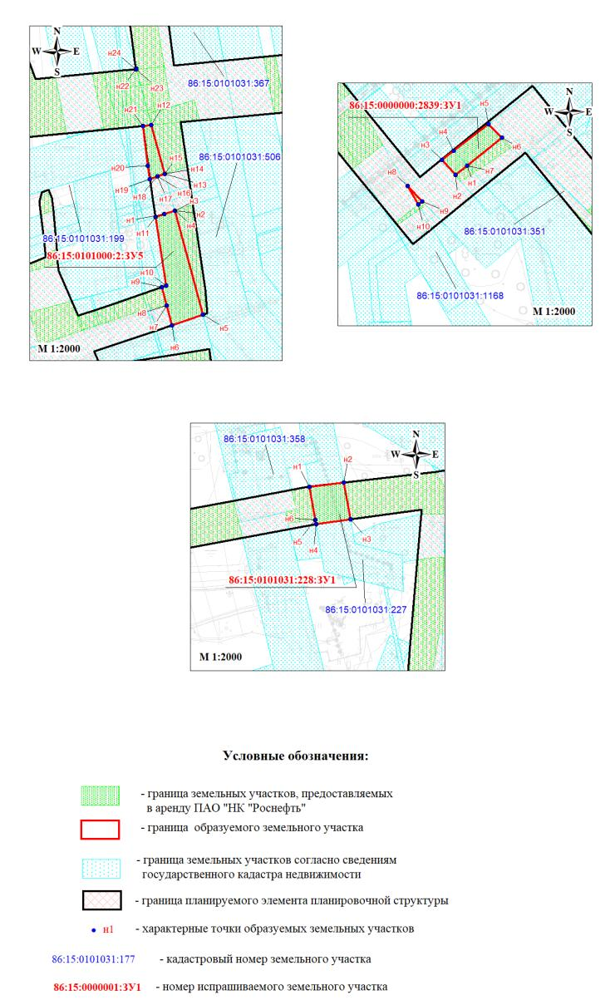 N
W E
S
н24
н22
н23
86:15:0101031:367
н21
н12
н20
н15
86:15:0101031:506
н14
н19
н13
н18
н16
н17
н3
н1
н2
н11
н4
86:15:0101031:199
86:15:0101000:2:ЗУ5
н10
н9
н8
н7
н5
н6
М 1:2000
N
W E
S
86:15:0000000:2839:ЗУ1
н5
н4
н3
н6
н8
н7
н2
н1
н9
н10
86:15:0101031:351
86:15:0101031:1168
М 1:2000
N
W E
S
86:15:0101031:358
н1
н2
н6
н5
н4
н3
86:15:0101031:228:ЗУ1
86:15:0101031:227
М 1:2000
Условные обозначения:
- граница земельных участков, предоставляемых
в аренду ПАО "НК "Роснефть"
- граница образуемого земельного участка
- граница земельных участков согласно сведениям
государственного кадастра недвижимости
- граница планируемого элемента планировочной структуры
н1 - характерные точки образуемых земельных участков
86:15:0101031:177 - кадастровый номер земельного участка
86:15:0000001:ЗУ1 - номер испрашиваемого земельного участка